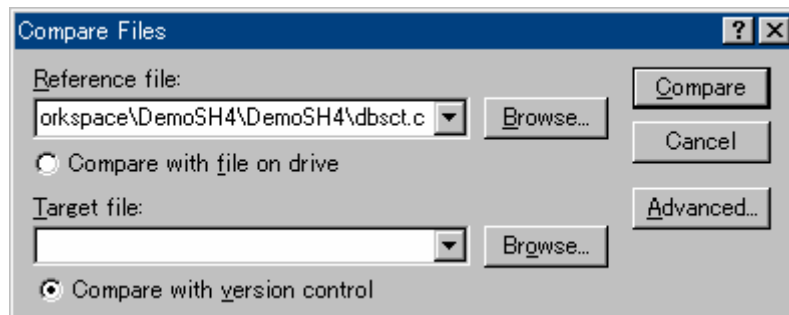 Compare Files
Reference file:
Compare
orkspace\DemoSH4\DemoSH4\dbsct.c
Browse...
Cancel
Compare with file on drive
Target file:
Advanced...
Browse...
Compare with version control